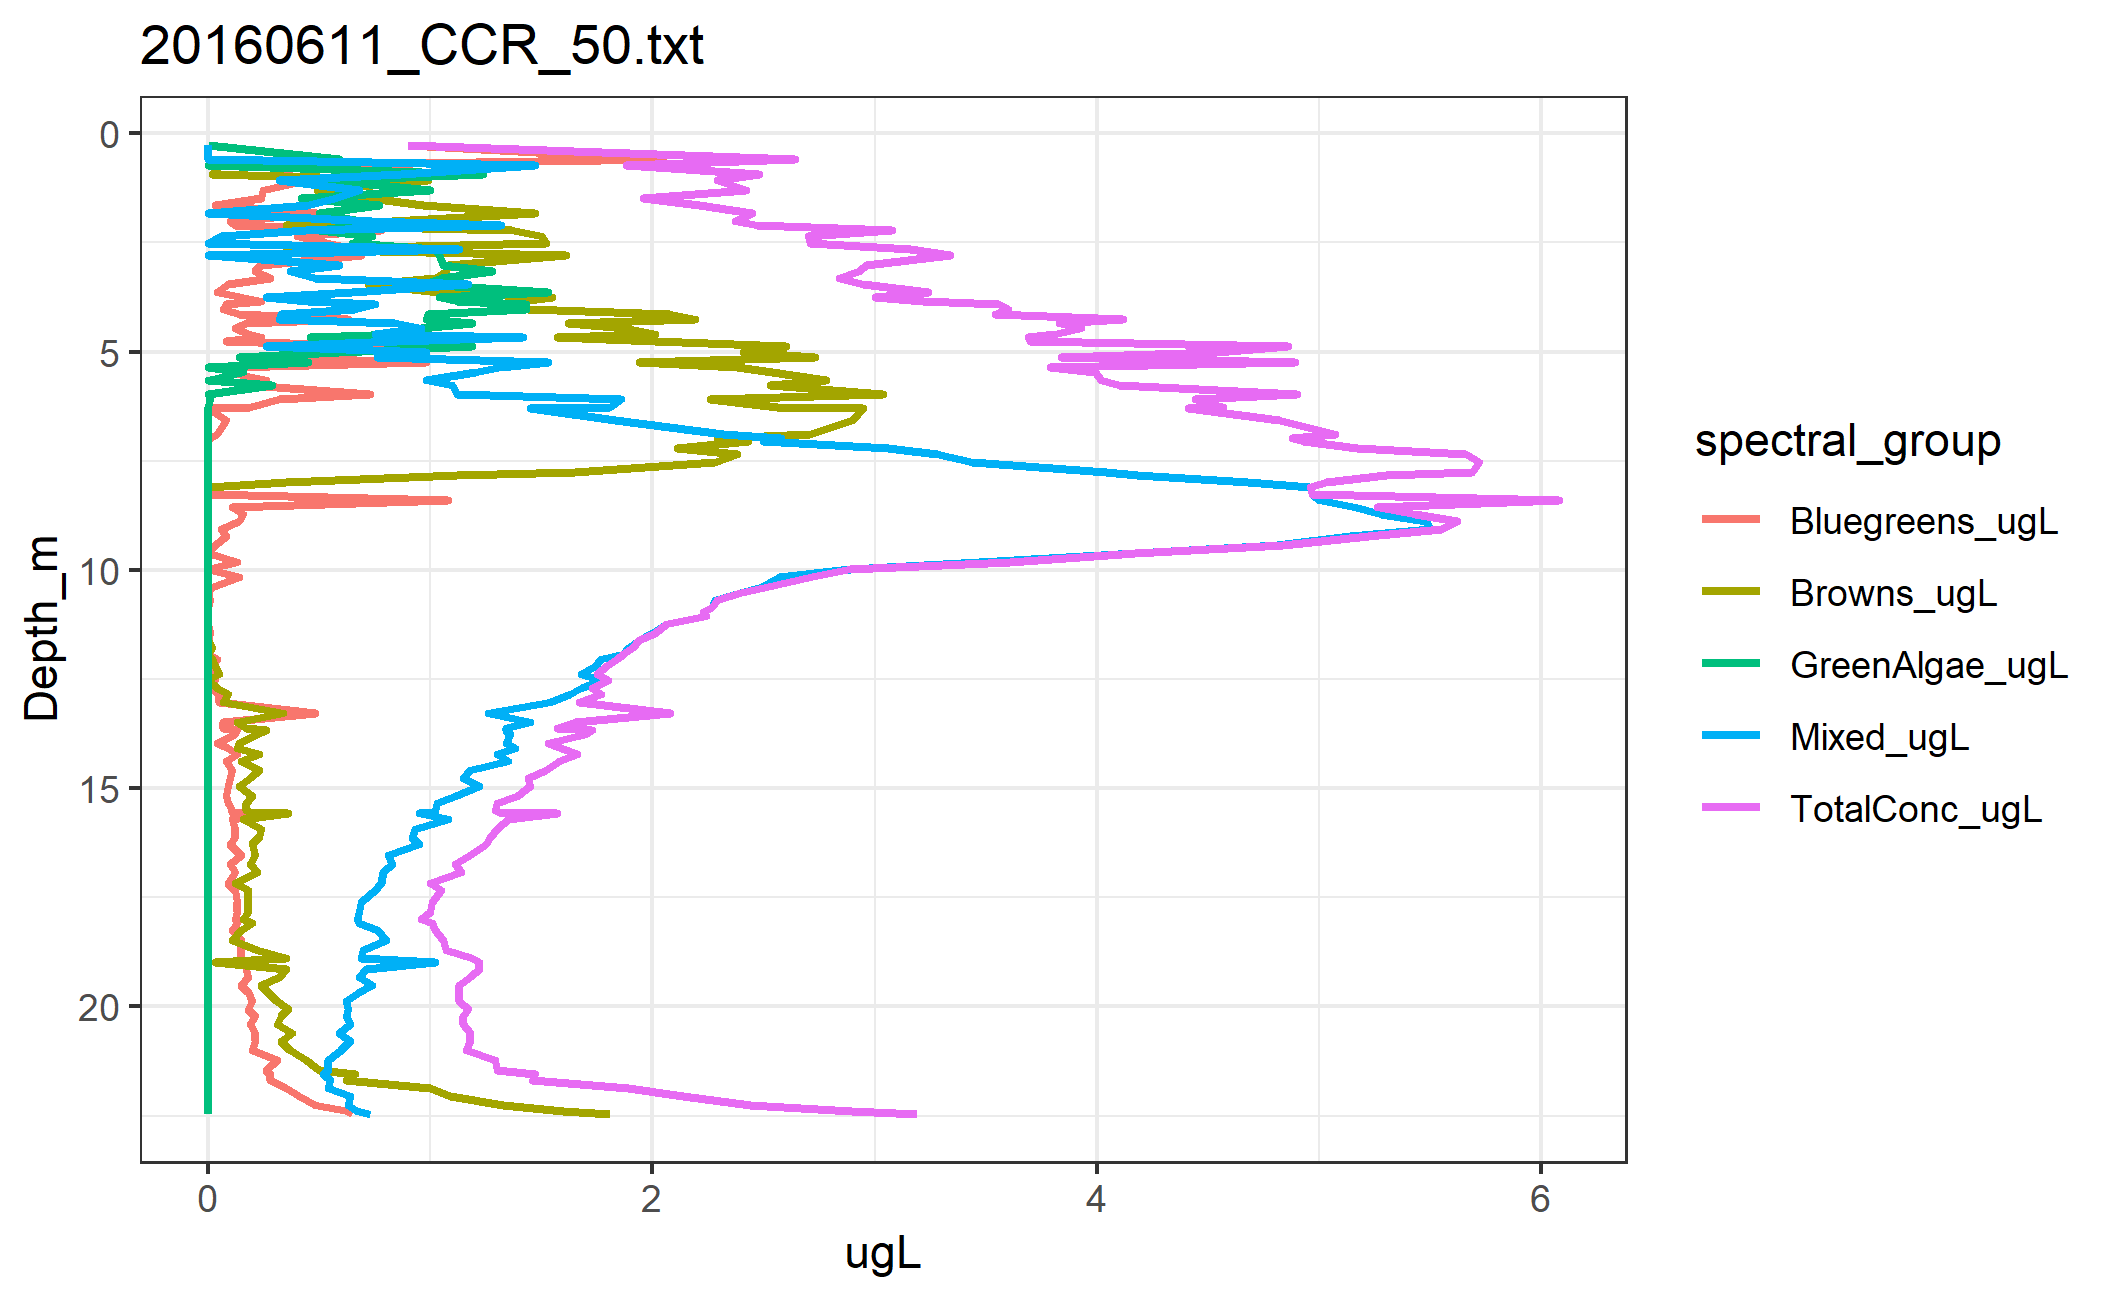 20160611_CCR_50.txt
0
5
10
15
20
Depth_m
0
2
4
6
ugL
spectral_group
Bluegreens_ugL
Browns_ugL
GreenAlgae_ugL
Mixed_ugL
TotalConc_ugL